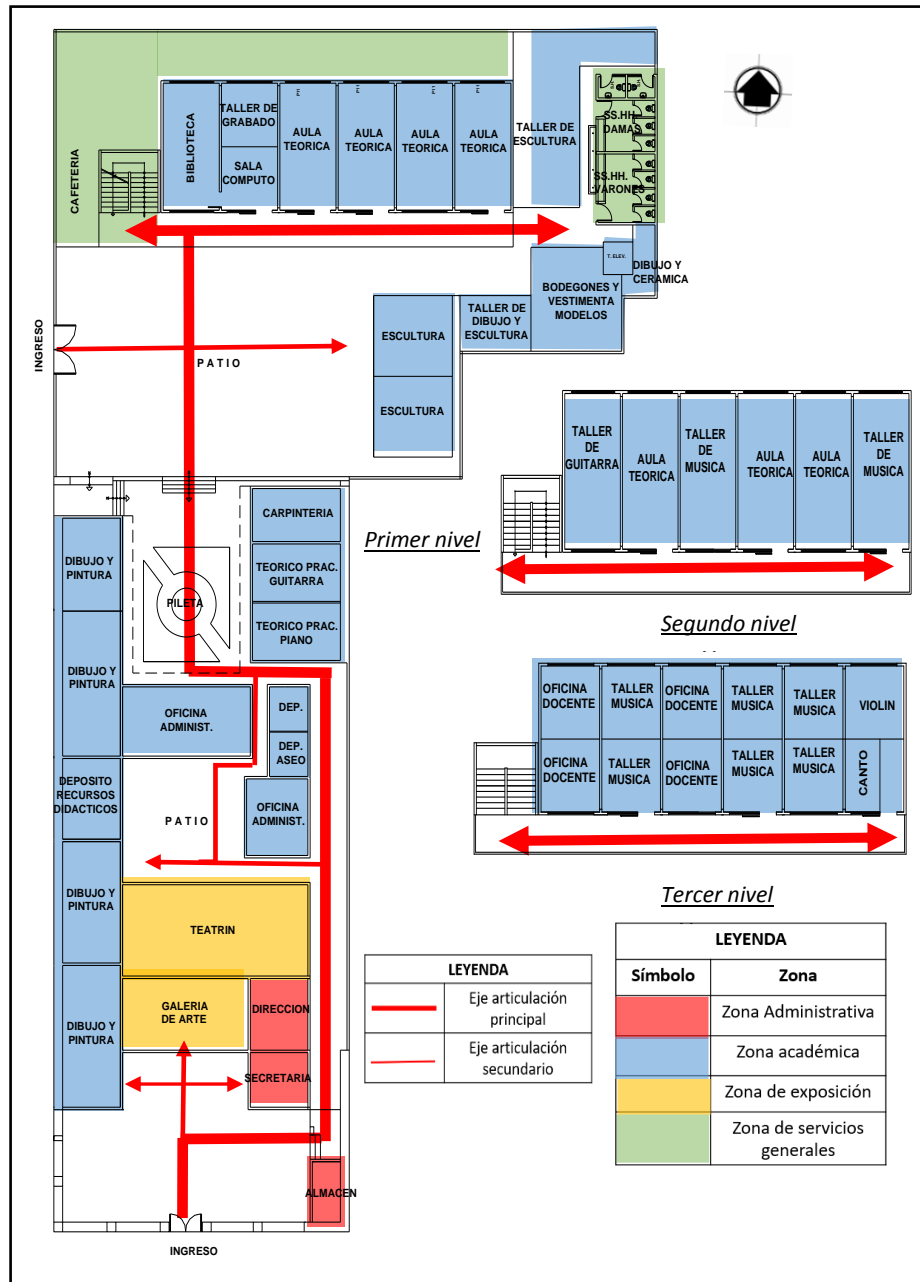 BIBLIOTECA
TALLER DE
GRABADO
SALA
COMPUTO
AULA
TEORICA
AULA
TEORICA
AULA
TEORICA
AULA
TEORICA
TALLER DE
ESCULTURA
SS.HH.
DAMAS
SS.HH.
VARONES
CAFETERIA
T. ELEV.
DIBUJO Y
CERAMICA
BODEGONES Y
VESTIMENTA
MODELOS
TALLER DE
DIBUJO Y
ESCULTURA
ESCULTURA
ESCULTURA
INGRESO
P A T I O
CARPINTERIA
TEORICO PRAC.
GUITARRA
TEORICO PRAC.
PIANO
PILETA
DIBUJO Y
PINTURA
DIBUJO Y
PINTURA
OFICINA
ADMINIST.
DEP.
DEP.
ASEO
OFICINA
ADMINIST.
DEPOSITO
RECURSOS
DIDACTICOS
P A T I O
DIBUJO Y
PINTURA
TEATRIN
GALERIA
DE ARTE
DIRECCION
DIBUJO Y
PINTURA
SECRETARIA
ALMACEN
INGRESO
Primer nivel
TALLER
DE
GUITARRA
AULA
TEORICA
TALLER
DE
MUSICA
AULA
TEORICA
AULA
TEORICA
TALLER
DE
MUSICA
Segundo nivel
OFICINA
DOCENTE
TALLER
MUSICA
OFICINA
DOCENTE
TALLER
MUSICA
TALLER
MUSICA
VIOLIN
OFICINA
DOCENTE
TALLER
MUSICA
OFICINA
DOCENTE
TALLER
MUSICA
TALLER
MUSICA
CANTO
Tercer nivel
LEYENDA
Eje articulación
principal
Eje articulación
secundario
LEYENDA
Símbolo Zona
Zona Administrativa
Zona académica
Zona de exposición
Zona de servicios
generales